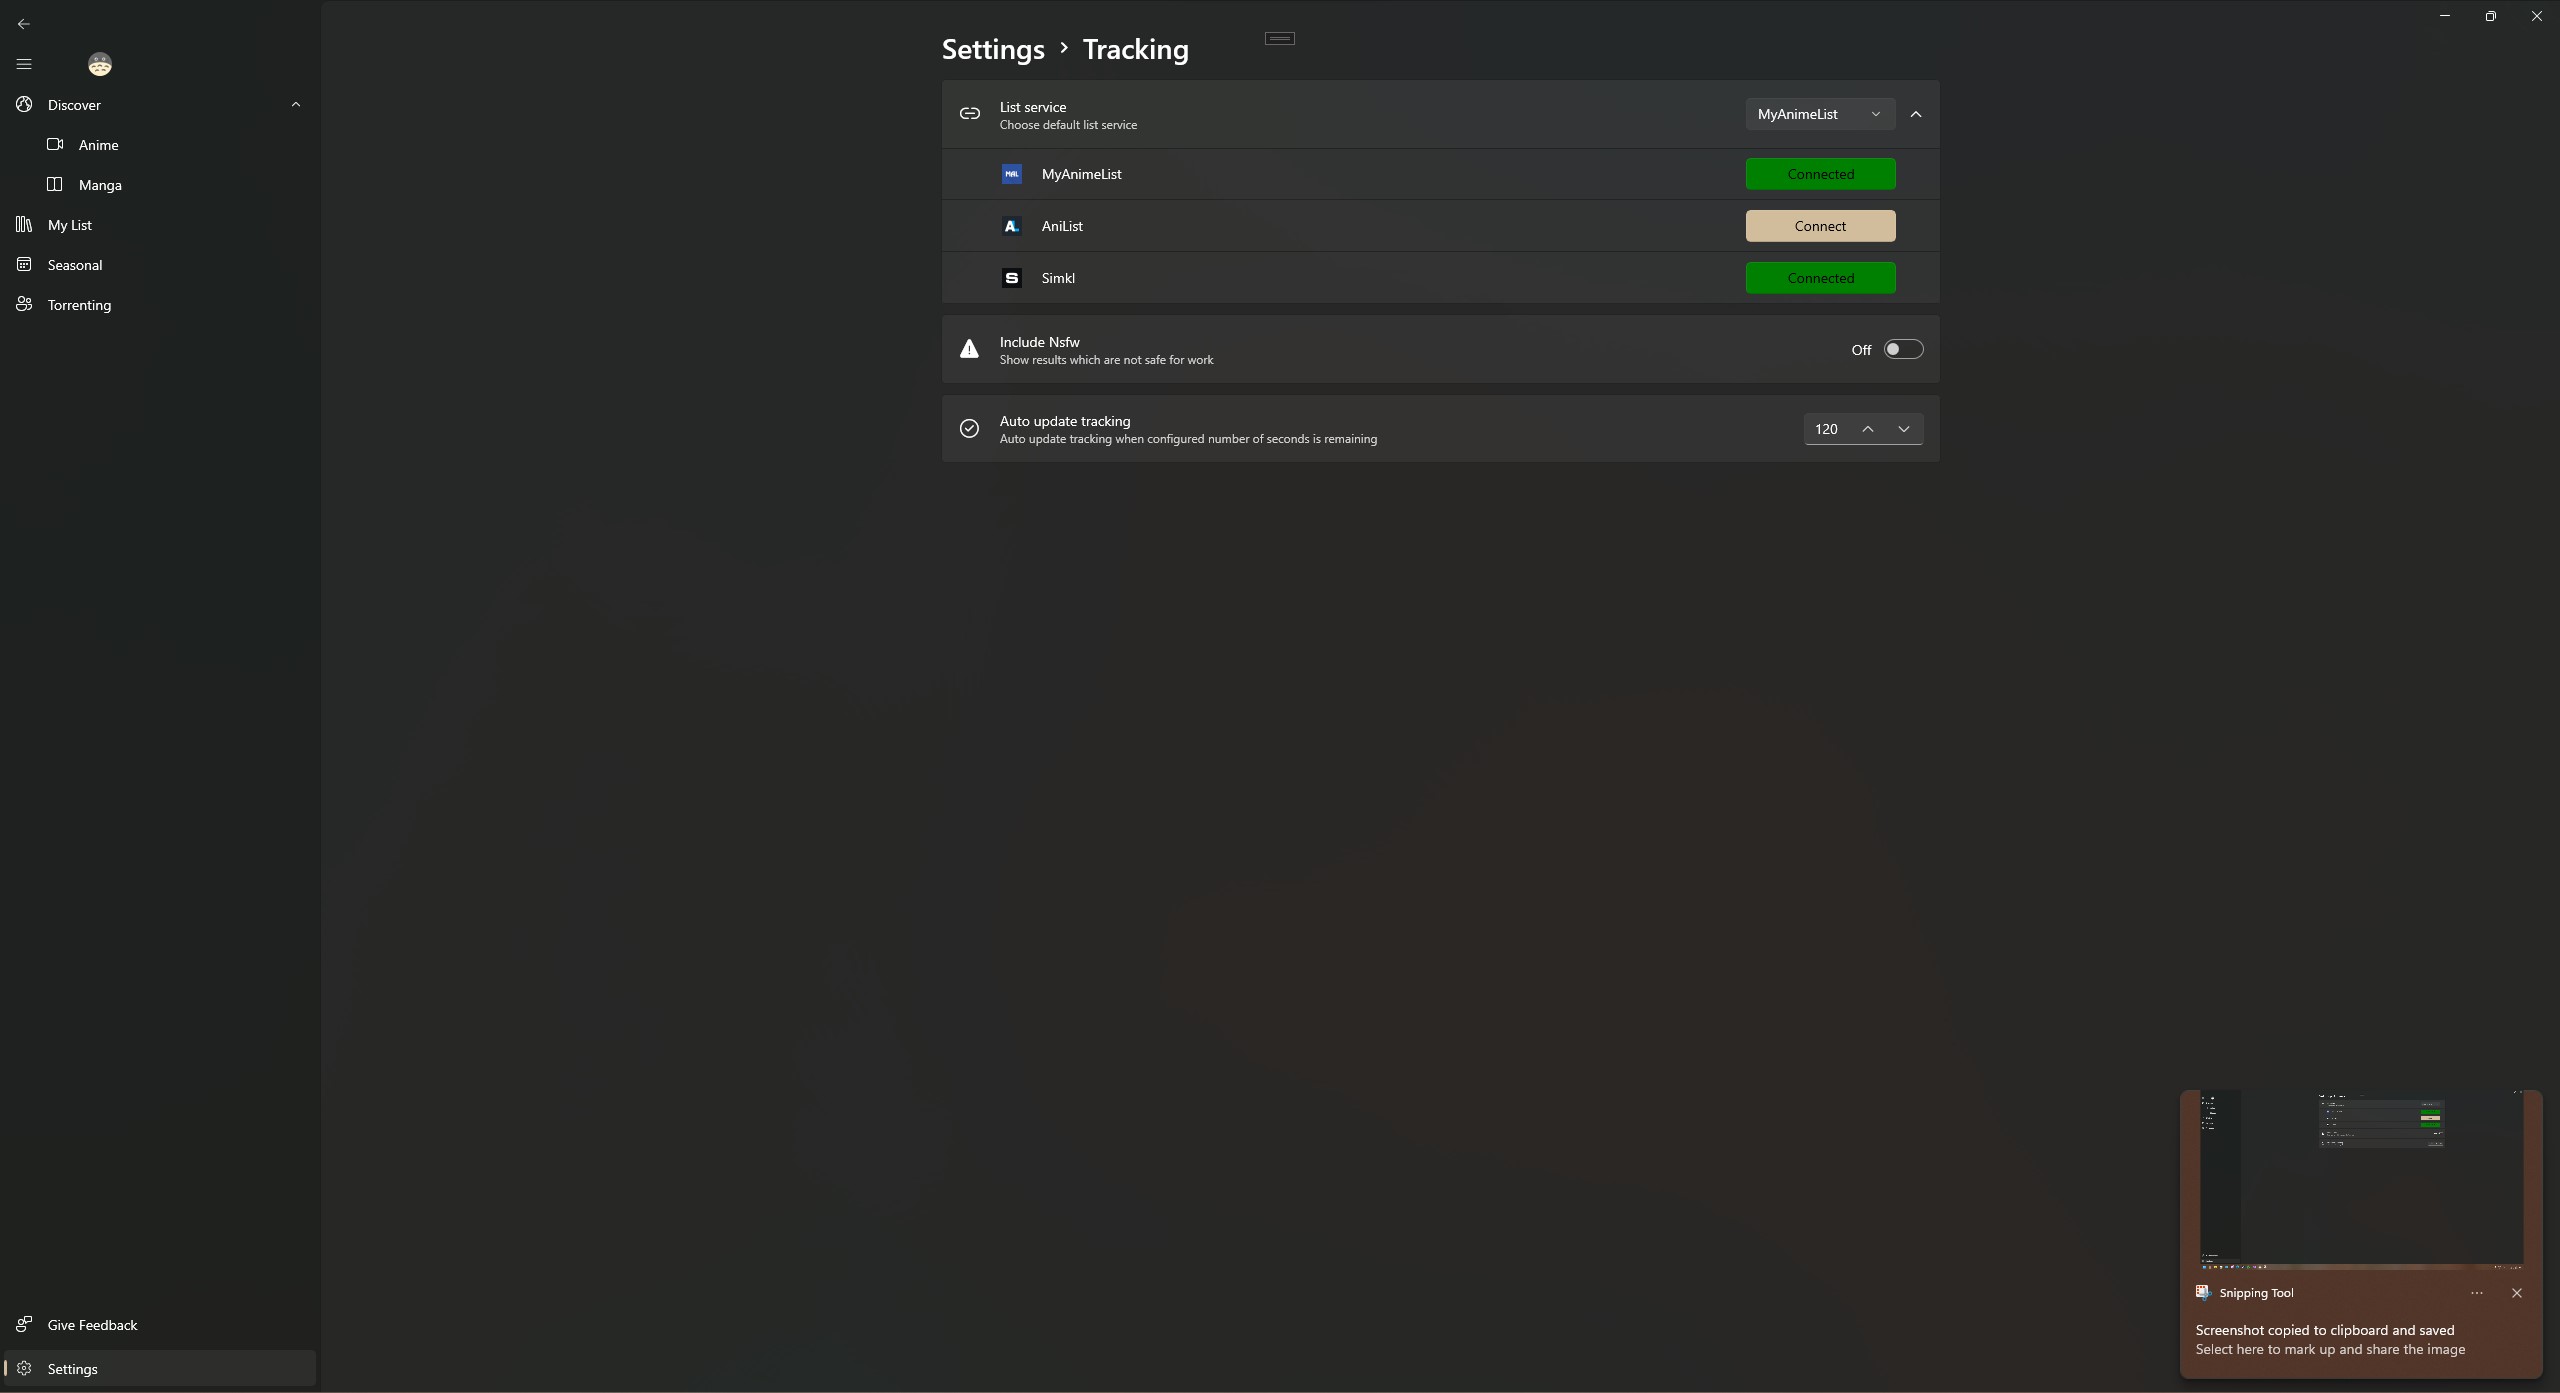 Settings > Tracking
Discover
Anime
Manga
My List
Seasonal
Torrenting
List service
Choose default list service
MyAnimeList
MAL
MyAnimeList
Connected
AniList
Connect
Simkl
Connected
Include Nsfw
Show results which are not safe for work
Off
Auto update tracking
Auto update tracking when configured number of seconds is remaining
120
Give Feedback
Settings
Snipping Tool
Screenshot copied to clipboard and saved
Select here to mark up and share the image